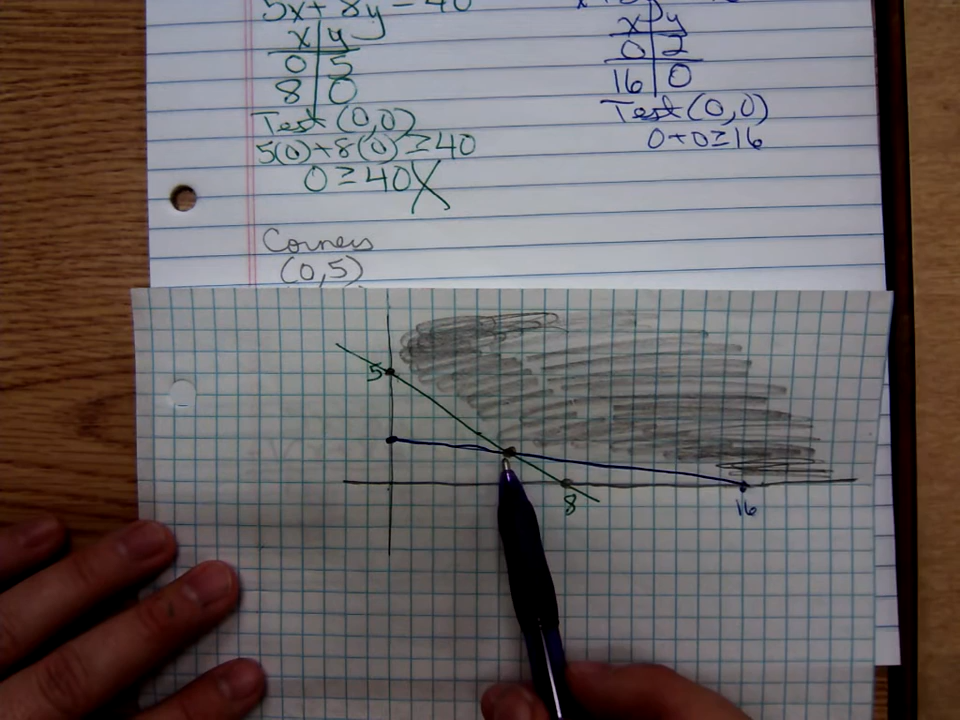 5x + 8y = 40
x | y
0 | 5
8 | 0
Test (0,0)
5(0)+8(0) ≥40
0 ≥ 40 X
x | y
0 | 2
16 | 0
Test (0,0)
0+0≥16
Corners
(0,5)
5
8
16